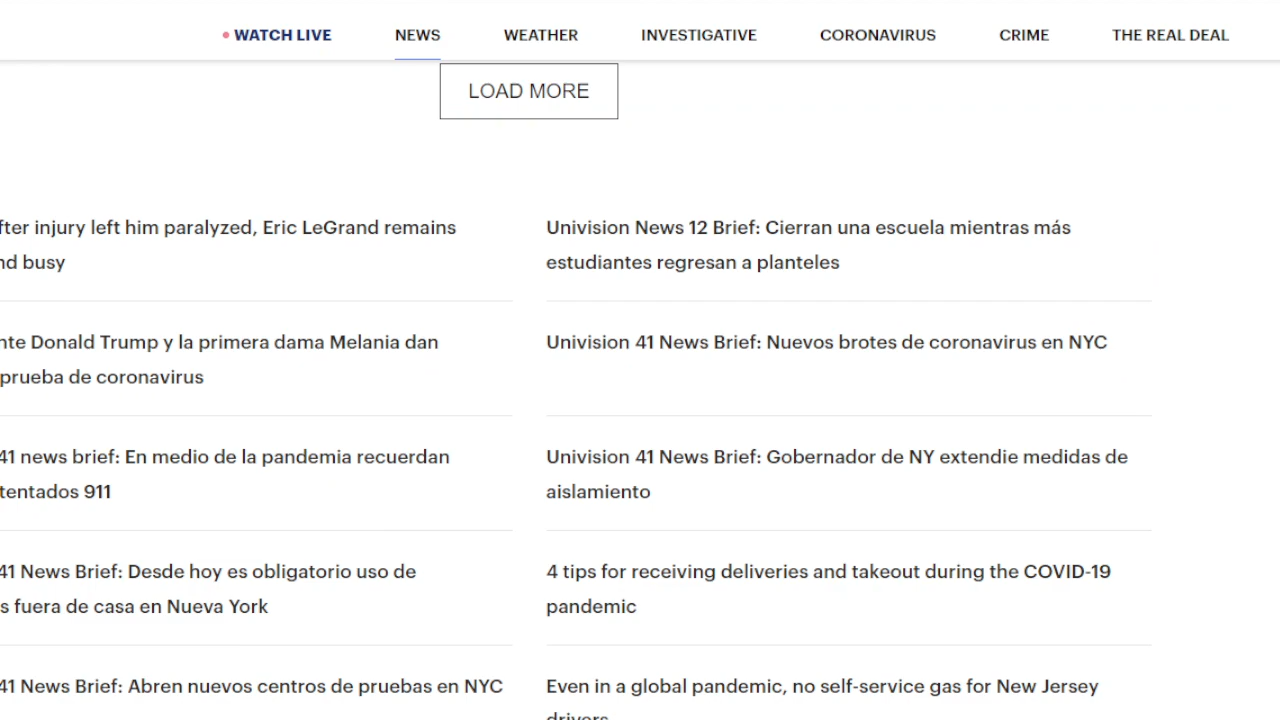 WATCH LIVE NEWS WEATHER INVESTIGATIVE CORONAVIRUS CRIME THE REAL DEAL
LOAD MORE
fter injury left him paralyzed, Eric LeGrand remains
nd busy
Univision News 12 Brief: Cierran una escuela mientras más
estudiantes regresan a planteles
nte Donald Trump y la primera dama Melania dan
prueba de coronavirus
Univision 41 News Brief: Nuevos brotes de coronavirus en NYC
41 news brief: En medio de la pandemia recuerdan
tentados 911
Univision 41 News Brief: Gobernador de NY extendie medidas de
aislamiento
41 News Brief: Desde hoy es obligatorio uso de
s fuera de casa en Nueva York
4 tips for receiving deliveries and takeout during the COVID-19
pandemic
41 News Brief: Abren nuevos centros de pruebas en NYC
Even in a global pandemic, no self-service gas for New Jersey
drivers